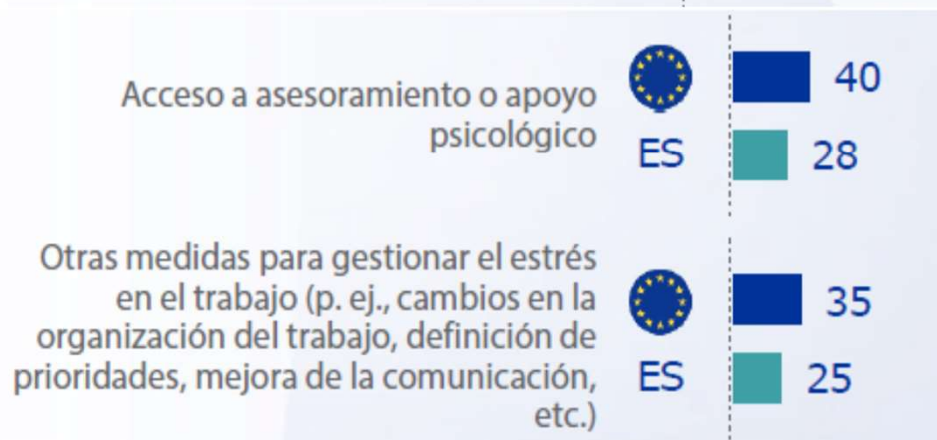 Acceso a asesoramiento o apoyo
psicológico
40
ES
28
Otras medidas para gestionar el estrés
en el trabajo (p. ej., cambios en la
organización del trabajo, definición de
prioridades, mejora de la comunicación,
etc.)
35
ES
25